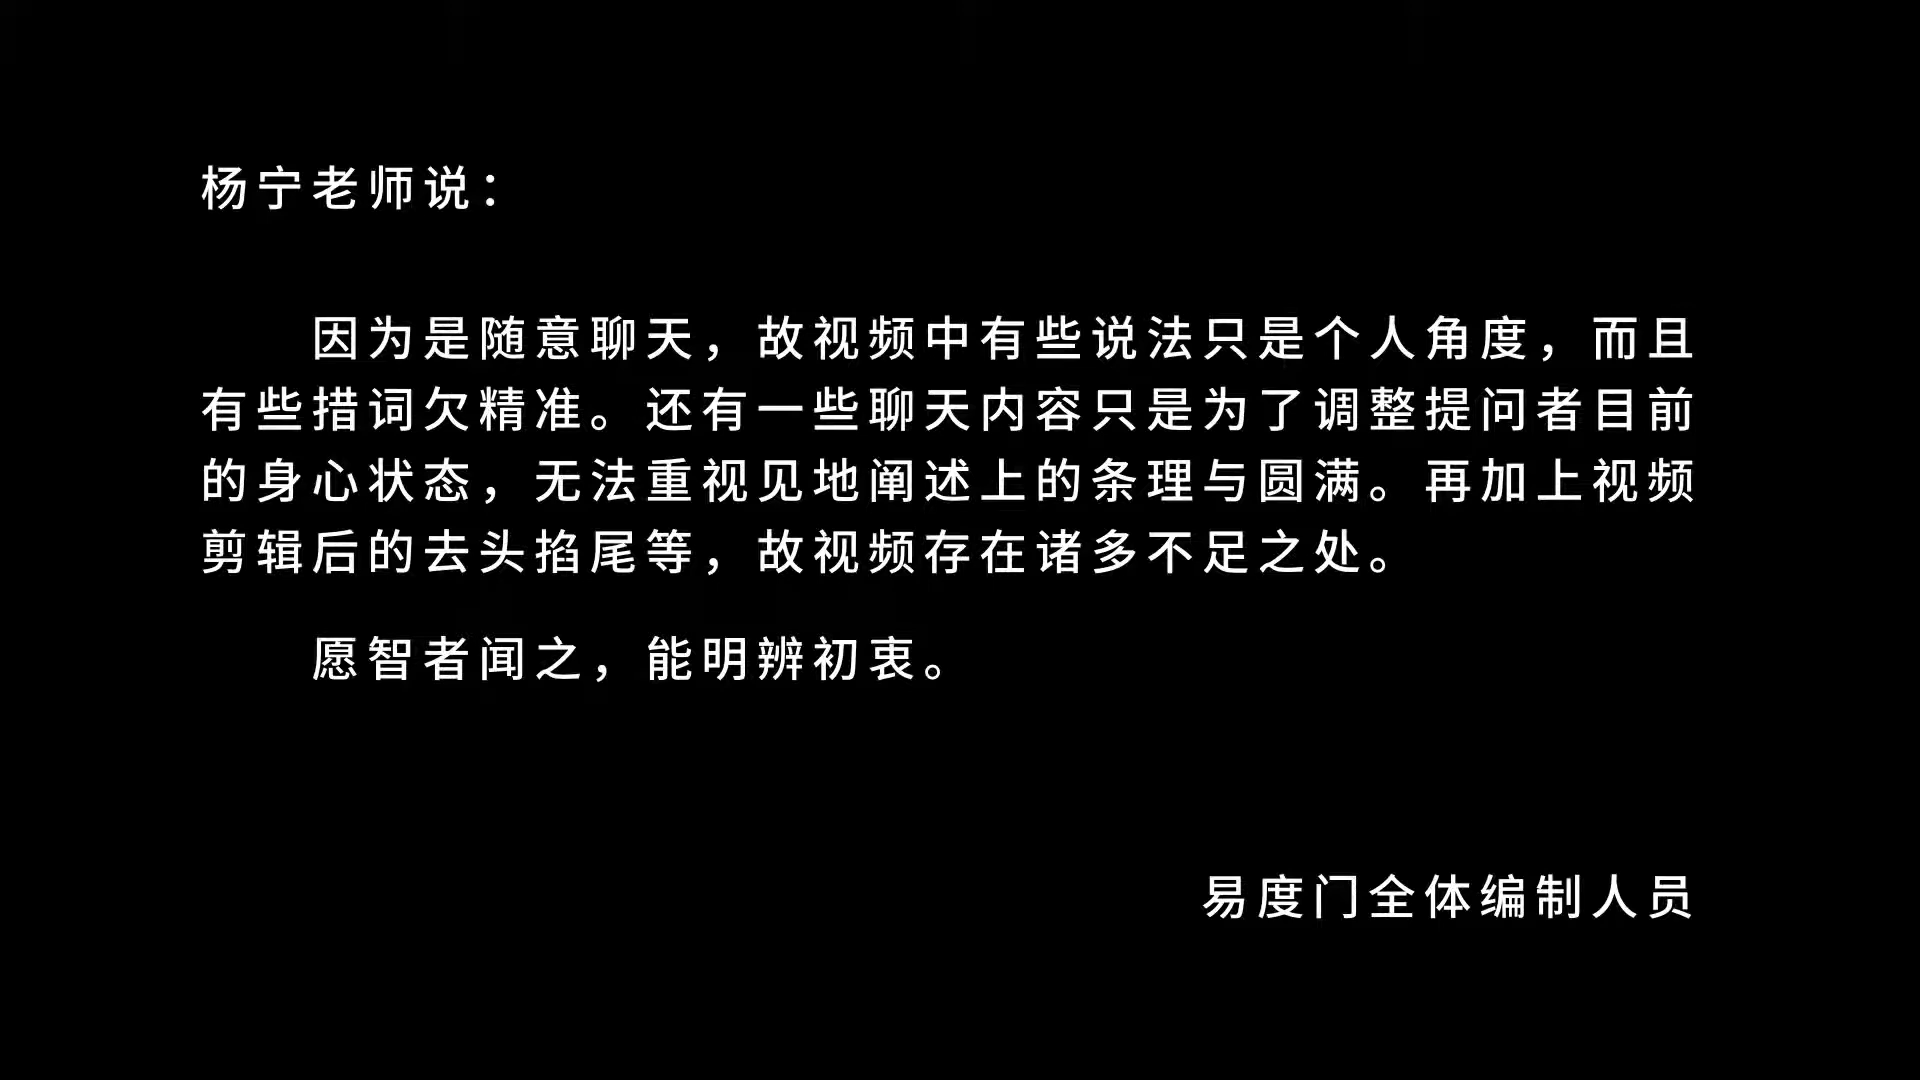 杨宁老师说：
因为是随意聊天，故视频中有些说法只是个人角度，而且
有些措词欠精准。还有一些聊天内容只是为了调整提问者目前
的身心状态，无法重视见地阐述上的条理与圆满。再加上视频
剪辑后的去头掐尾等，故视频存在诸多不足之处。
愿智者闻之，能明辨初衷。
易度门全体编制人员